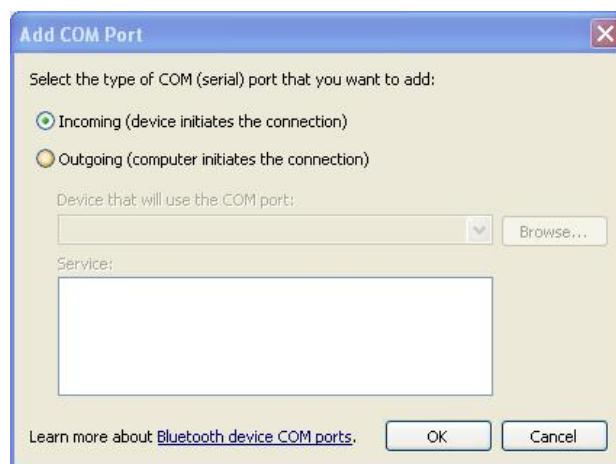 Add COM Port
Select the type of COM (serial) port that you want to add:
Incoming (device initiates the connection)
Outgoing (computer initiates the connection)
Device that will use the COM port:
Browse...
Service:
Learn more about Bluetooth device COM ports.
OK
Cancel